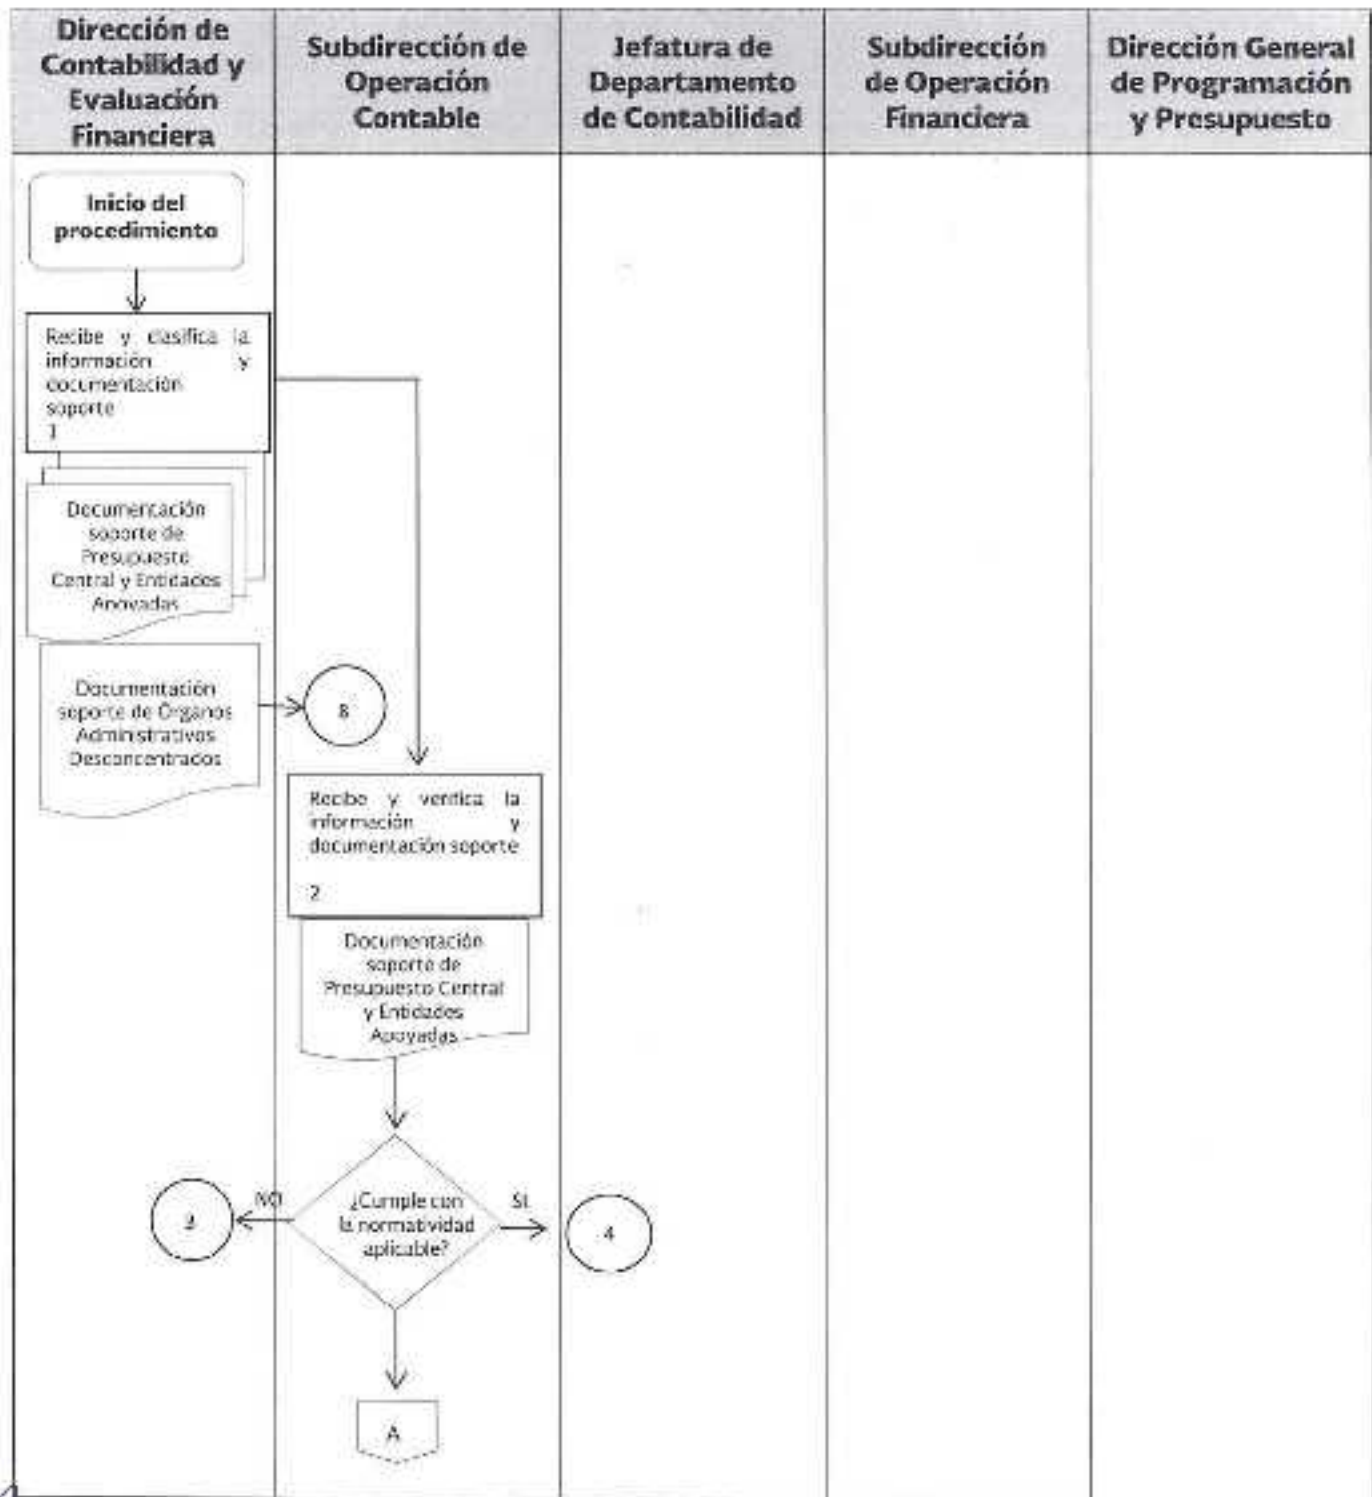 Dirección de
Contabilidad y
Evaluación
Financiera
Subdirección de
Operación
Contable
Jefatura de
Departamento
de Contabilidad
Subdirección
de Operación
Financiera
Dirección General
de Programación
y Presupuesto
Inicio del
procedimiento
Recibe y clasifica la
información y
documentación
soporte
1
Documentación
soporte de
Presupuesto
Central y Entidades
Apoyadas
Documentación
soporte de Órganos
Administrativos
Desconcentrados
8
Recibe y verifica la
información y
documentación soporte
2
Documentación
soporte de
Presupuesto Central
y Entidades
Apoyadas
¿Cumple con
la normatividad
aplicable?
NO
3
SI
4
A